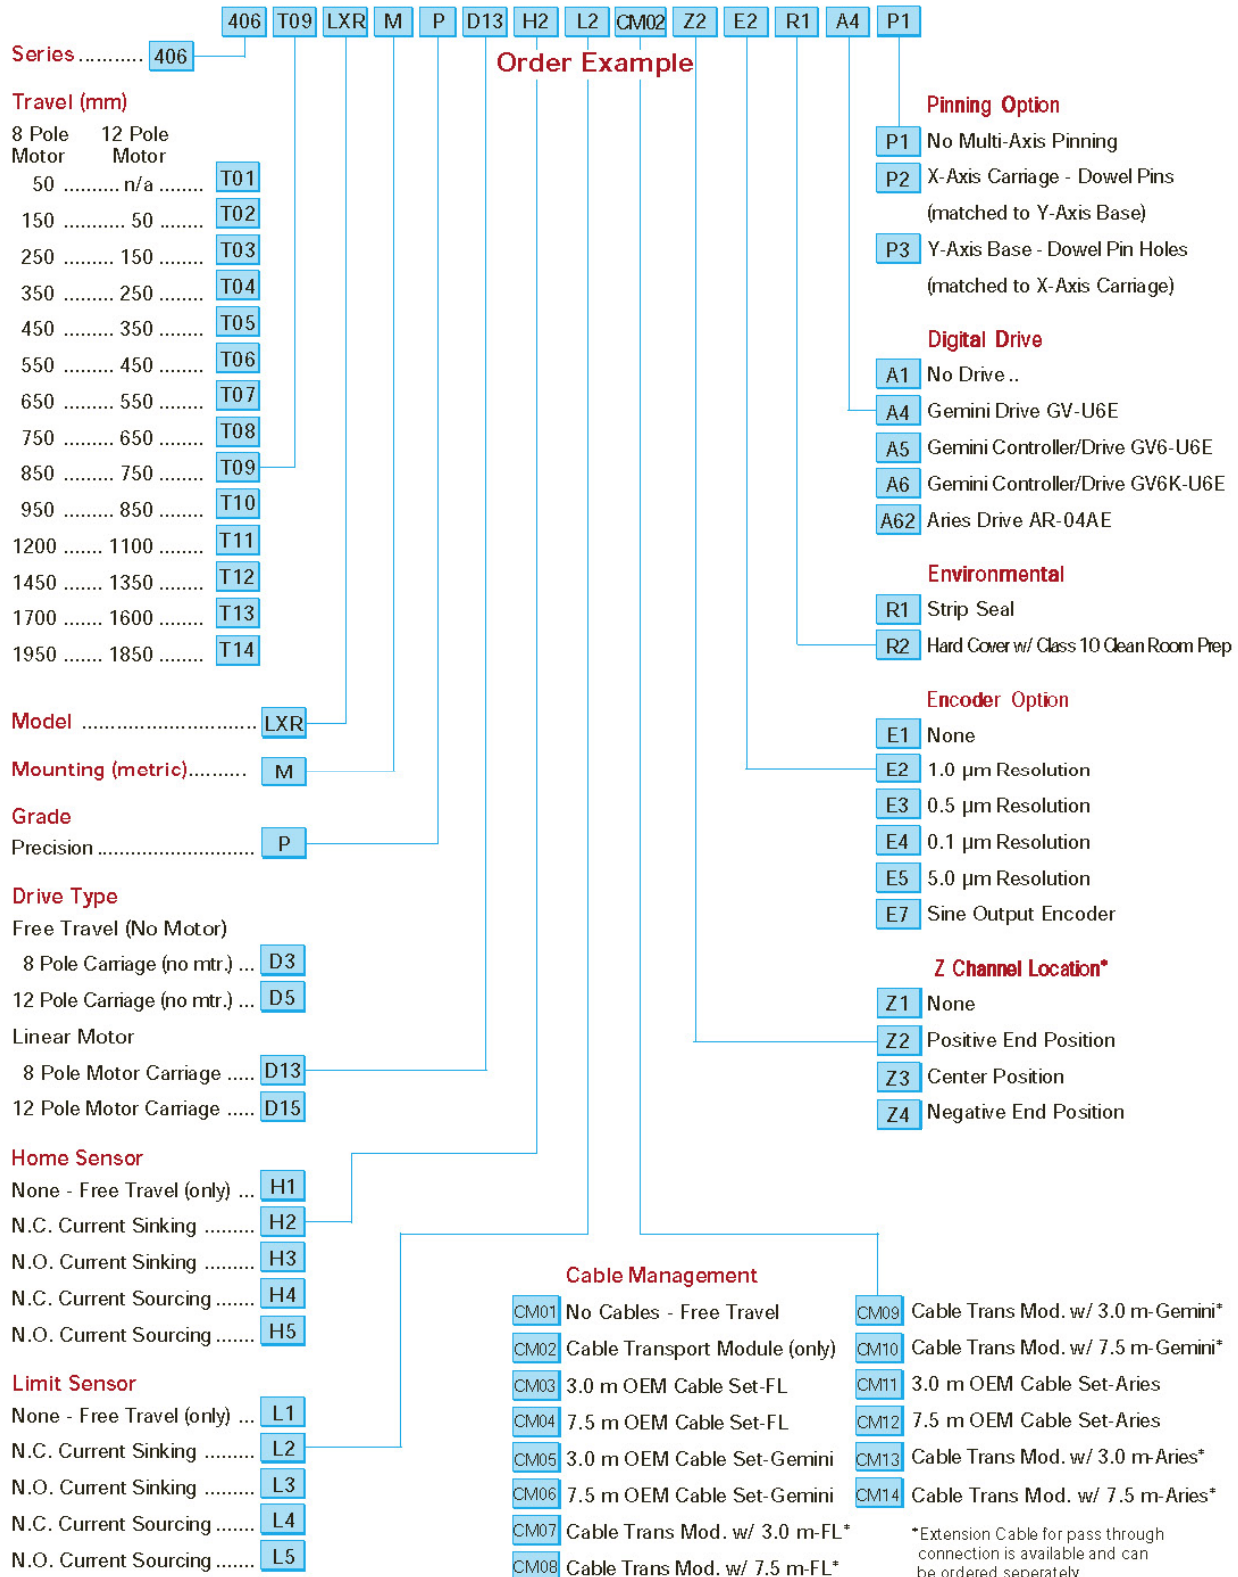 406 T09 LXR M P D13 H2 L2 CM02 Z2 E2 R1 A4 P1
Order Example
Series ........... 406
Travel (mm)
8 Pole 12 Pole
Motor Motor
50 .......... n/a ........ T01
150 ........... 50 ........ T02
250 ......... 150 ........ T03
350 ......... 250 ........ T04
450 ......... 350 ........ T05
550 ......... 450 ........ T06
650 ......... 550 ........ T07
750 ......... 650 ........ T08
850 ......... 750 ........ T09
950 ......... 850 ........ T10
1200 ....... 1100 ........ T11
1450 ....... 1350 ........ T12
1700 ....... 1600 ........ T13
1950 ....... 1850 ........ T14
Model ............................ LXR
Mounting (metric).......... M
Grade
Precision ........................... P
Drive Type
Free Travel (No Motor)
8 Pole Carriage (no mtr.) ... D3
12 Pole Carriage (no mtr.) ... D5
Linear Motor
8 Pole Motor Carriage ..... D13
12 Pole Motor Carriage ..... D15
Home Sensor
None - Free Travel (only) ... H1
N.C. Current Sinking ......... H2
N.O. Current Sinking ......... H3
N.C. Current Sourcing ....... H4
N.O. Current Sourcing ....... H5
Limit Sensor
None - Free Travel (only) ... L1
N.C. Current Sinking ......... L2
N.O. Current Sinking ......... L3
N.C. Current Sourcing ....... L4
N.O. Current Sourcing ....... L5
Cable Management
CM01 No Cables - Free Travel
CM02 Cable Transport Module (only)
CM03 3.0 m OEM Cable Set-FL
CM04 7.5 m OEM Cable Set-FL
CM05 3.0 m OEM Cable Set-Gemini
CM06 7.5 m OEM Cable Set-Gemini
CM07 Cable Trans Mod. w/ 3.0 m-FL*
CM08 Cable Trans Mod. w/ 7.5 m-FL*
CM09 Cable Trans Mod. w/ 3.0 m-Gemini*
CM10 Cable Trans Mod. w/ 7.5 m-Gemini*
CM11 3.0 m OEM Cable Set-Aries
CM12 7.5 m OEM Cable Set-Aries
CM13 Cable Trans Mod. w/ 3.0 m-Aries*
CM14 Cable Trans Mod. w/ 7.5 m-Aries*
*Extension Cable for pass through
connection is available and can
be ordered seperately
Pinning Option
P1 No Multi-Axis Pinning
P2 X-Axis Carriage - Dowel Pins
(matched to Y-Axis Base)
P3 Y-Axis Base - Dowel Pin Holes
(matched to X-Axis Carriage)
Digital Drive
A1 No Drive ..
A4 Gemini Drive GV-U6E
A5 Gemini Controller/Drive GV6-U6E
A6 Gemini Controller/Drive GV6K-U6E
A62 Aries Drive AR-04AE
Environmental
R1 Strip Seal
R2 Hard Cover w/ Class 10 Clean Room Prep
Encoder Option
E1 None
E2 1.0 µm Resolution
E3 0.5 µm Resolution
E4 0.1 µm Resolution
E5 5.0 µm Resolution
E7 Sine Output Encoder
Z Channel Location*
Z1 None
Z2 Positive End Position
Z3 Center Position
Z4 Negative End Position